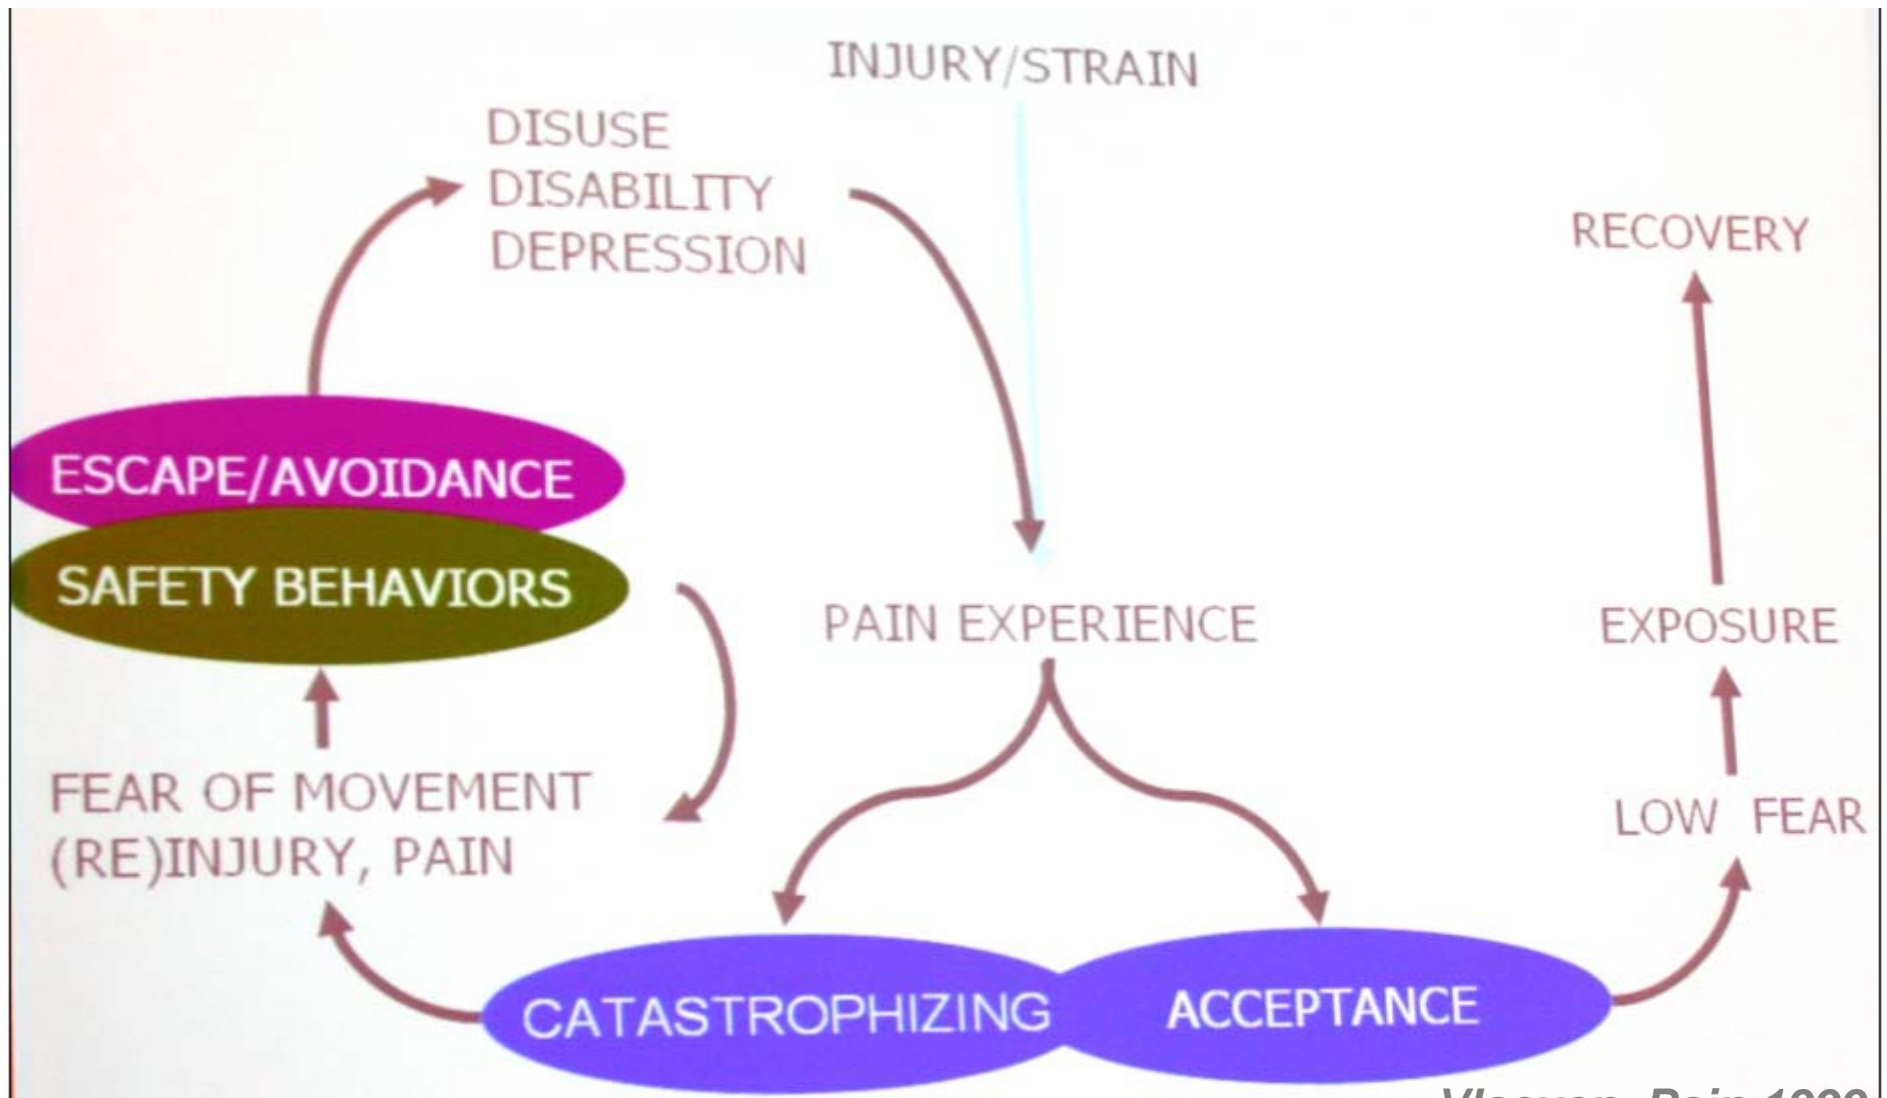 INJURY/STRAIN
DISUSE
DISABILITY
DEPRESSION
RECOVERY
ESCAPE/AVOIDANCE
SAFETY BEHAVIORS
PAIN EXPERIENCE
EXPOSURE
FEAR OF MOVEMENT
(RE)INJURY, PAIN
LOW FEAR
CATASTROPHIZING
ACCEPTANCE
Pain